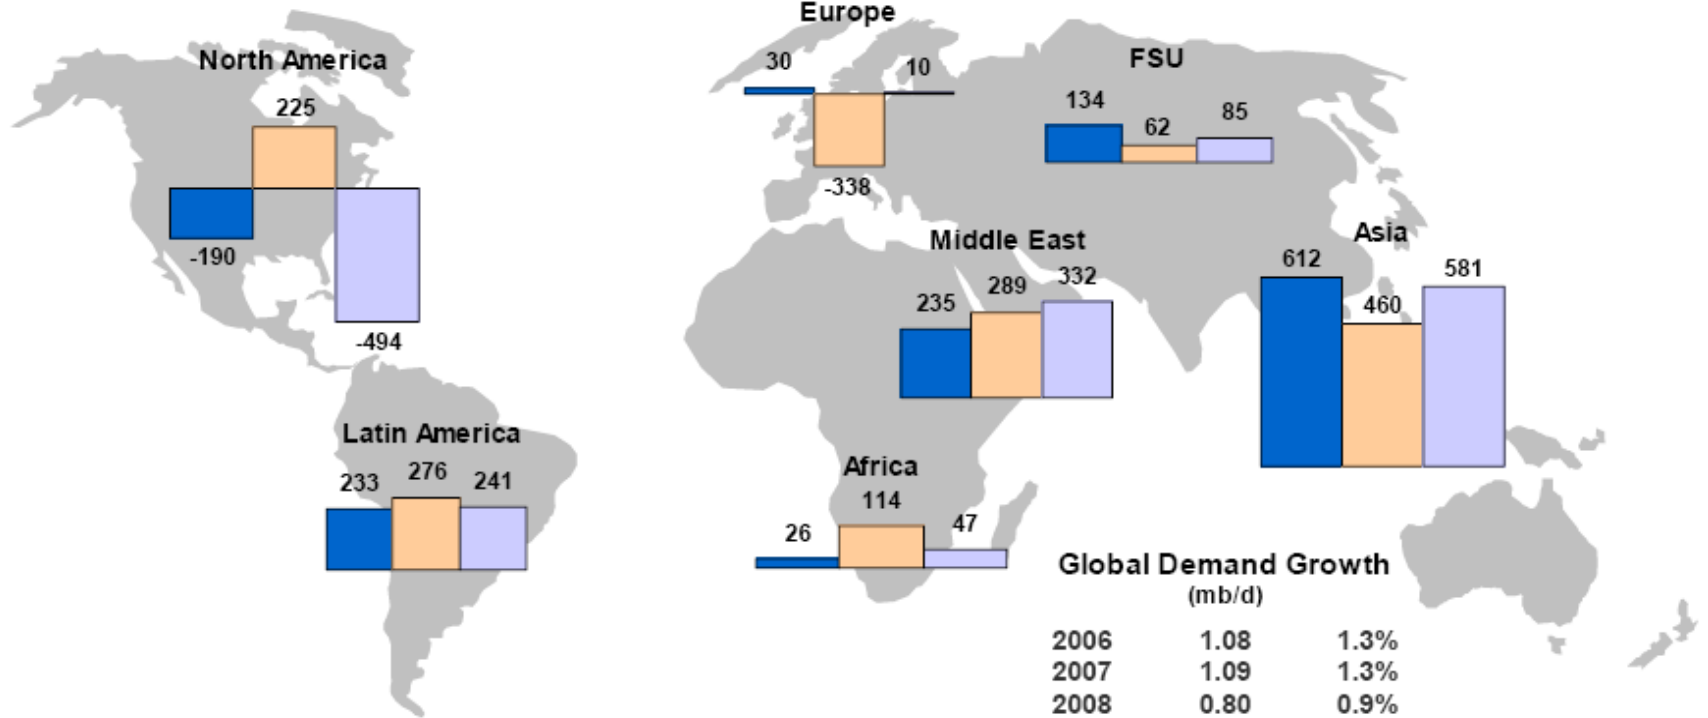 Europe
30
10
-338
North America
225
-190
-494
FSU
134
62
85
Middle East
235
289
332
Asia
612
460
581
Latin America
233
276
241
Africa
26
114
47
Global Demand Growth
(mb/d)
2006 1.08 1.3%
2007 1.09 1.3%
2008 0.80 0.9%